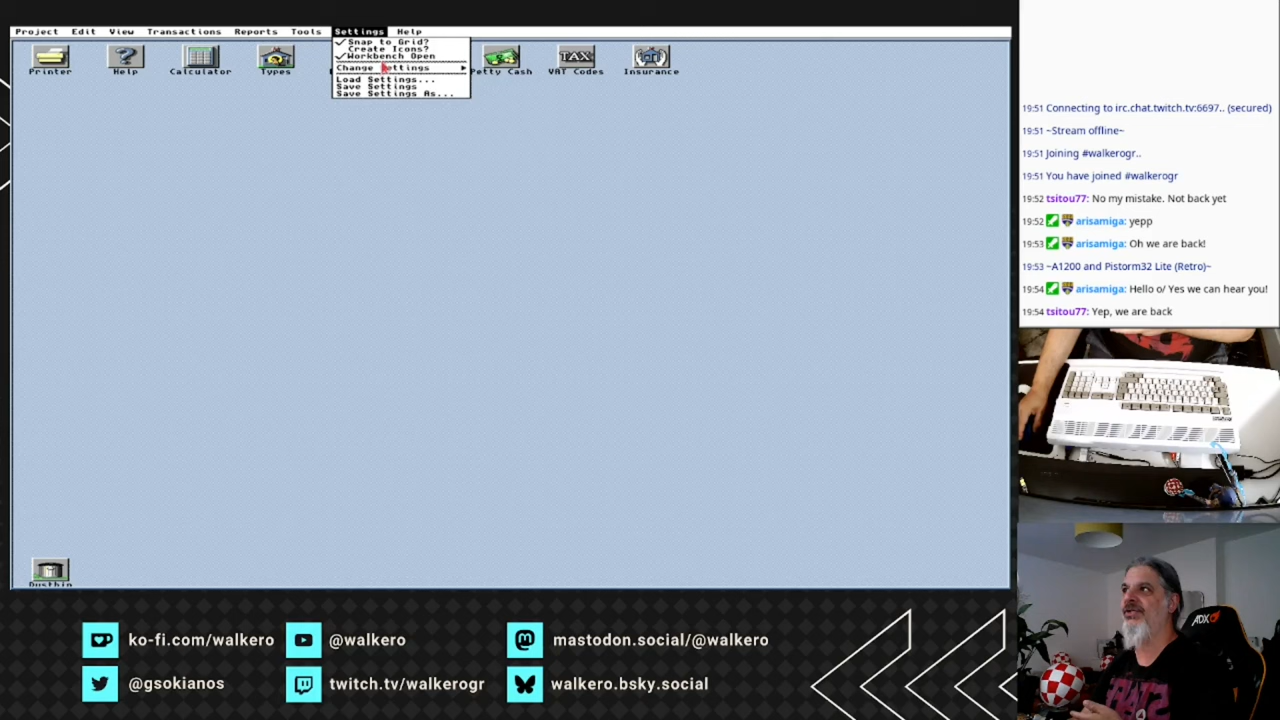 Project Edit View Transactions Reports Tools Settings Help
Snap to Grid?
Create Icons?
Workbench Open
Change Settings
Load Settings...
Save Settings
Save Settings As...
Printer
Help
Calculator
Types
Petty Cash
TAX
VAT Codes
Insurance
Dustbin
19:51 Connecting to irc.chat.twitch.tv:6697.. (secured)
19:51 ~Stream offline~
19:51 Joining #walkerogr..
19:51 You have joined #walkerogr
19:52 tsitou77: No my mistake. Not back yet
19:52 arisamiga: yepp
19:53 arisamiga: Oh we are back!
19:53 ~A1200 and Pistorm32 Lite (Retro)~
19:54 arisamiga: Hello o/ Yes we can hear you!
19:54 tsitou77: Yep, we are back
ADX
ko-fi.com/walkero
@walkero
mastodon.social/@walkero
@gsokianos
twitch.tv/walkerogr
walkero.bsky.social